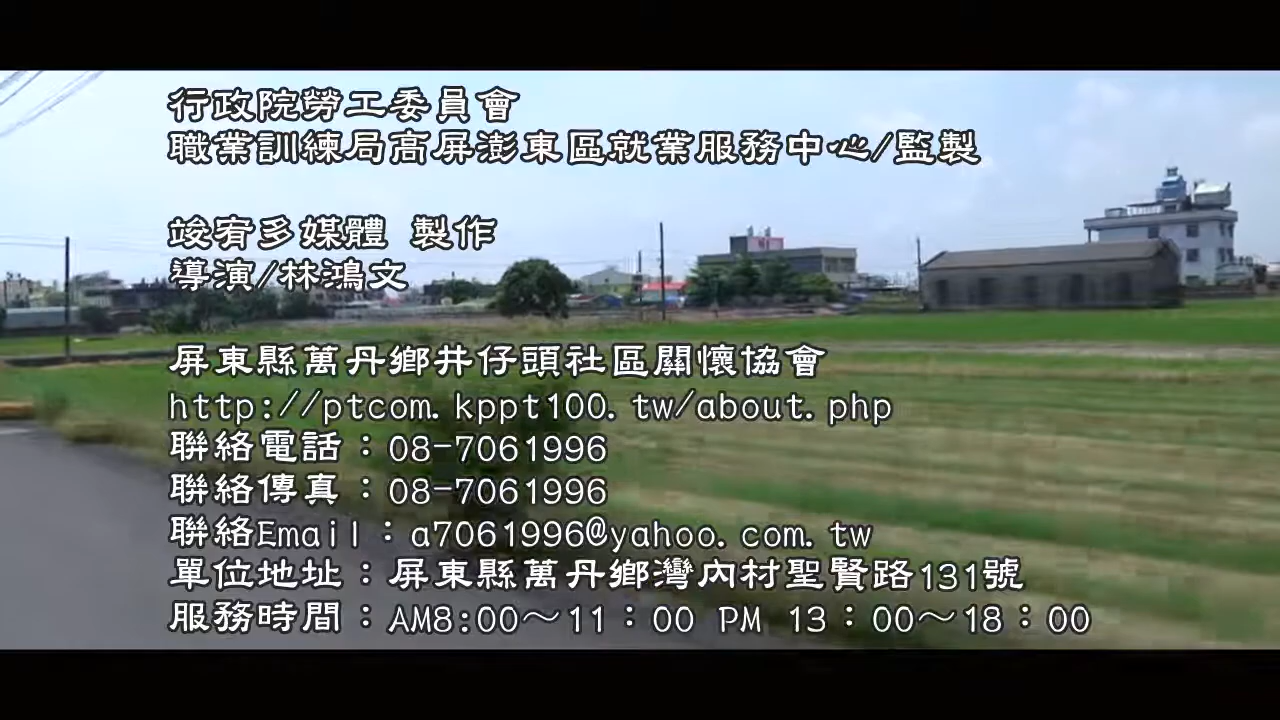 行政院勞工委員會
職業訓練局高屏澎東區就業服務中心/監製
竣宥多媒體 製作
導演/林鴻文
屏東縣萬丹鄉井仔頭社區關懷協會
http://ptcom.kppt100.tw/about.php
聯絡電話：08-7061996
聯絡傳真：08-7061996
聯絡Email：a7061996@yahoo.com.tw
單位地址：屏東縣萬丹鄉灣內村聖賢路131號
服務時間：AM8:00～11：00 PM 13：00～18：00